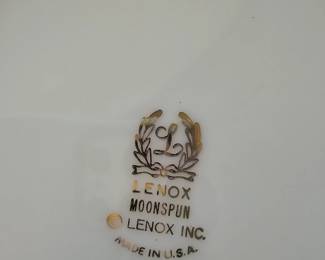 L
LENOX
MOONSPUN
© LENOX INC.
MADE IN U.S.A.